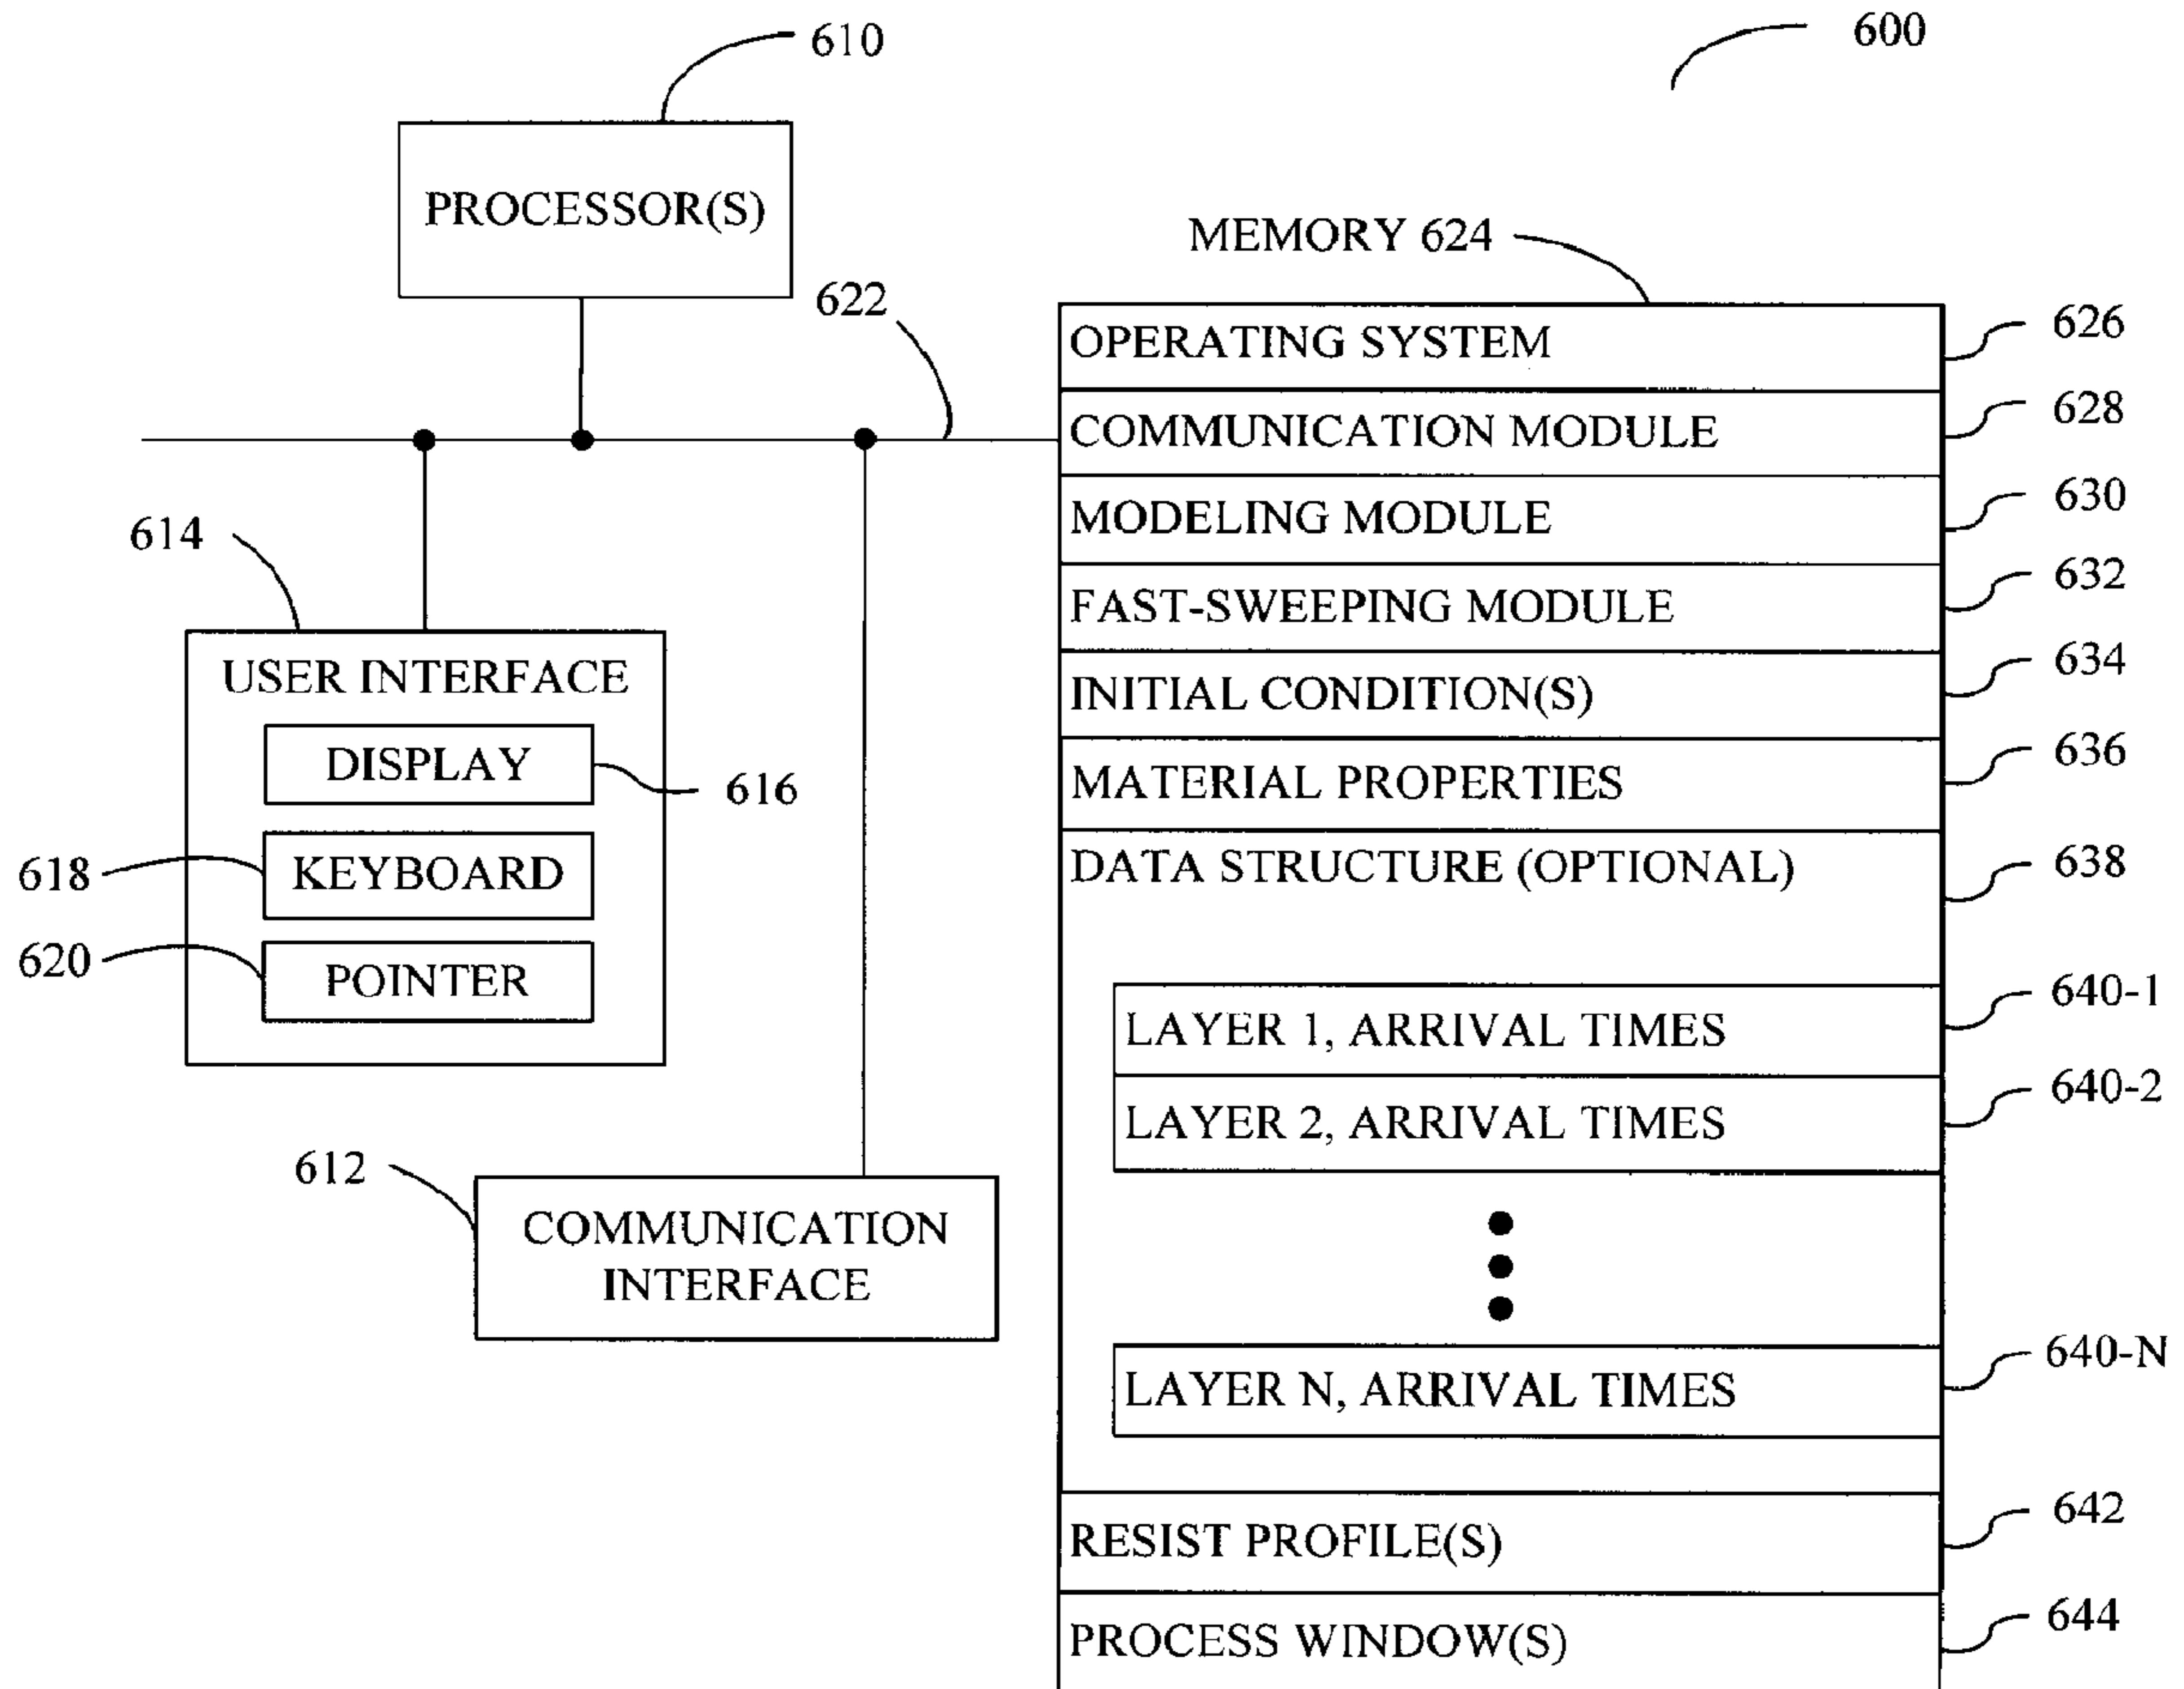 600
610
PROCESSOR(S)
622
MEMORY 624
OPERATING SYSTEM
626
COMMUNICATION MODULE
628
MODELING MODULE
630
FAST-SWEEPING MODULE
632
INITIAL CONDITION(S)
634
MATERIAL PROPERTIES
636
DATA STRUCTURE (OPTIONAL)
638
LAYER 1, ARRIVAL TIMES
640-1
LAYER 2, ARRIVAL TIMES
640-2
LAYER N, ARRIVAL TIMES
640-N
RESIST PROFILE(S)
642
PROCESS WINDOW(S)
644
614
USER INTERFACE
DISPLAY
616
618
KEYBOARD
620
POINTER
612
COMMUNICATION
INTERFACE